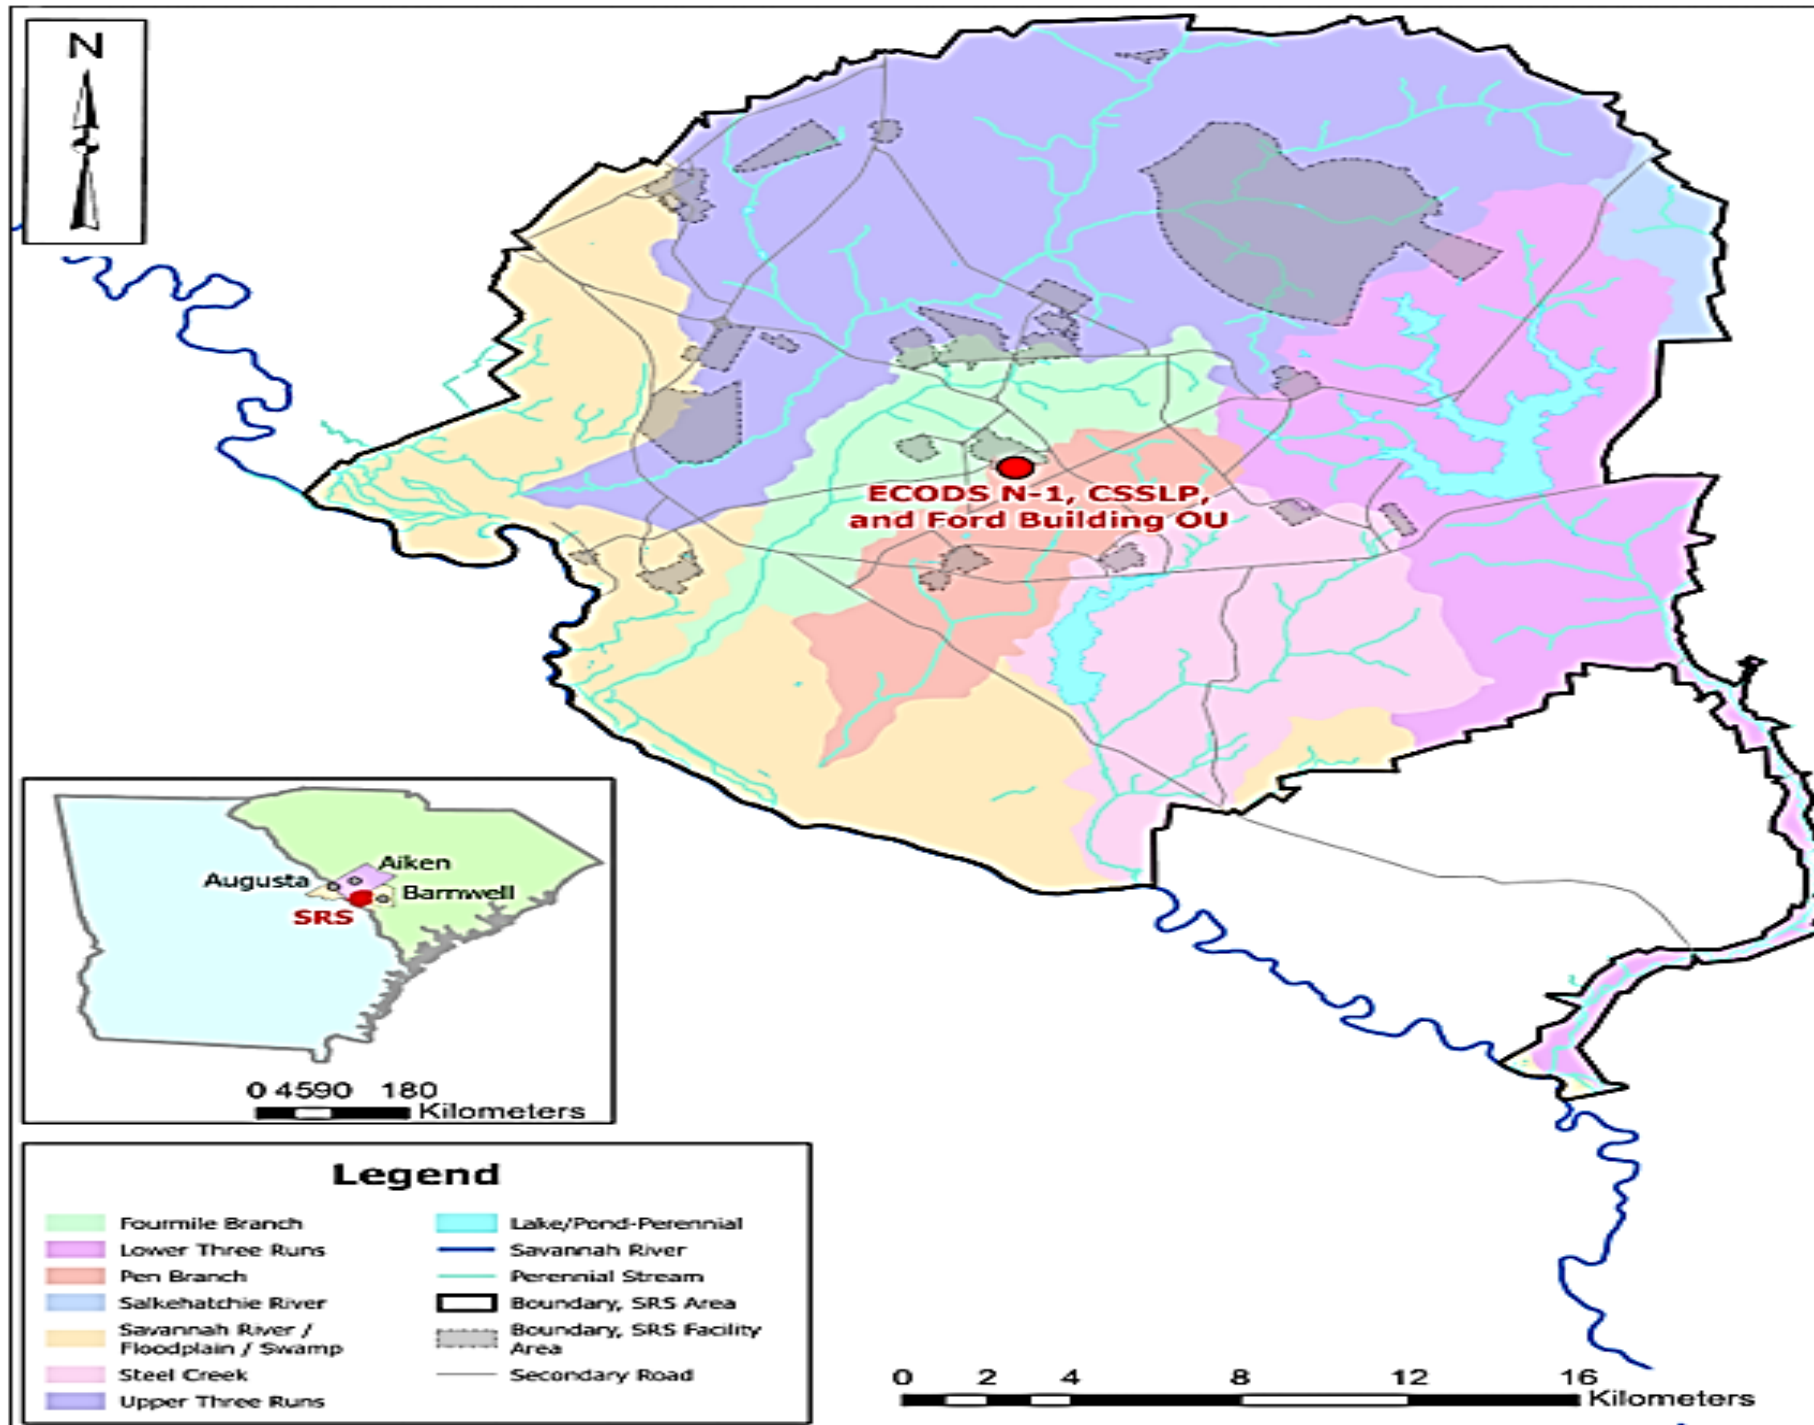 N
ECODS N-1, CSSLP,
and Ford Building OU
Aiken
Augusta
Barnwell
SRS
0 4590 180
Kilometers
Legend
Fourmile Branch
Lower Three Runs
Pen Branch
Salkehatchie River
Savannah River /
Floodplain / Swamp
Steel Creek
Upper Three Runs
Lake/Pond-Perennial
Savannah River
Perennial Stream
Boundary, SRS Area
Boundary, SRS Facility
Area
Secondary Road
0 2 4 8 12 16
Kilometers